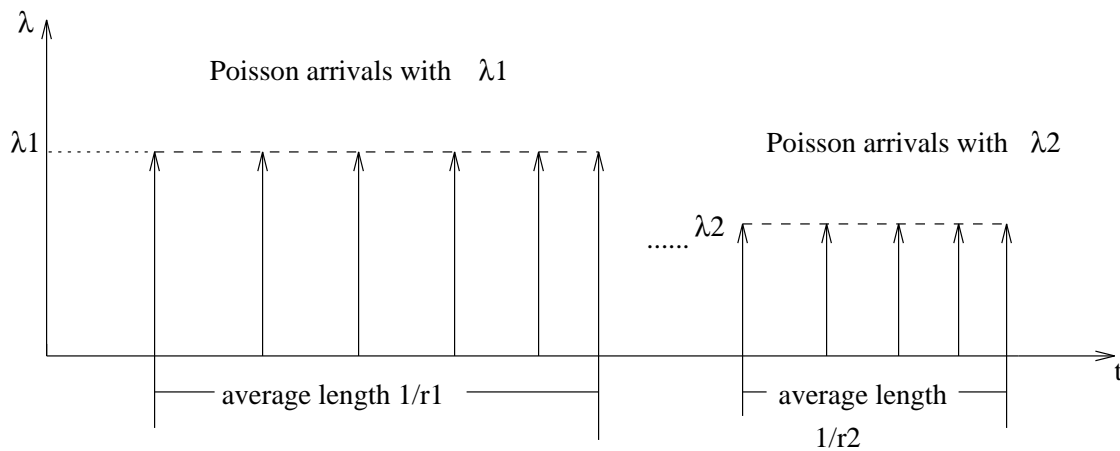 λ
Poisson arrivals with λ1
λ1
Poisson arrivals with λ2
...... λ2
t
average length 1/r1
average length
1/r2